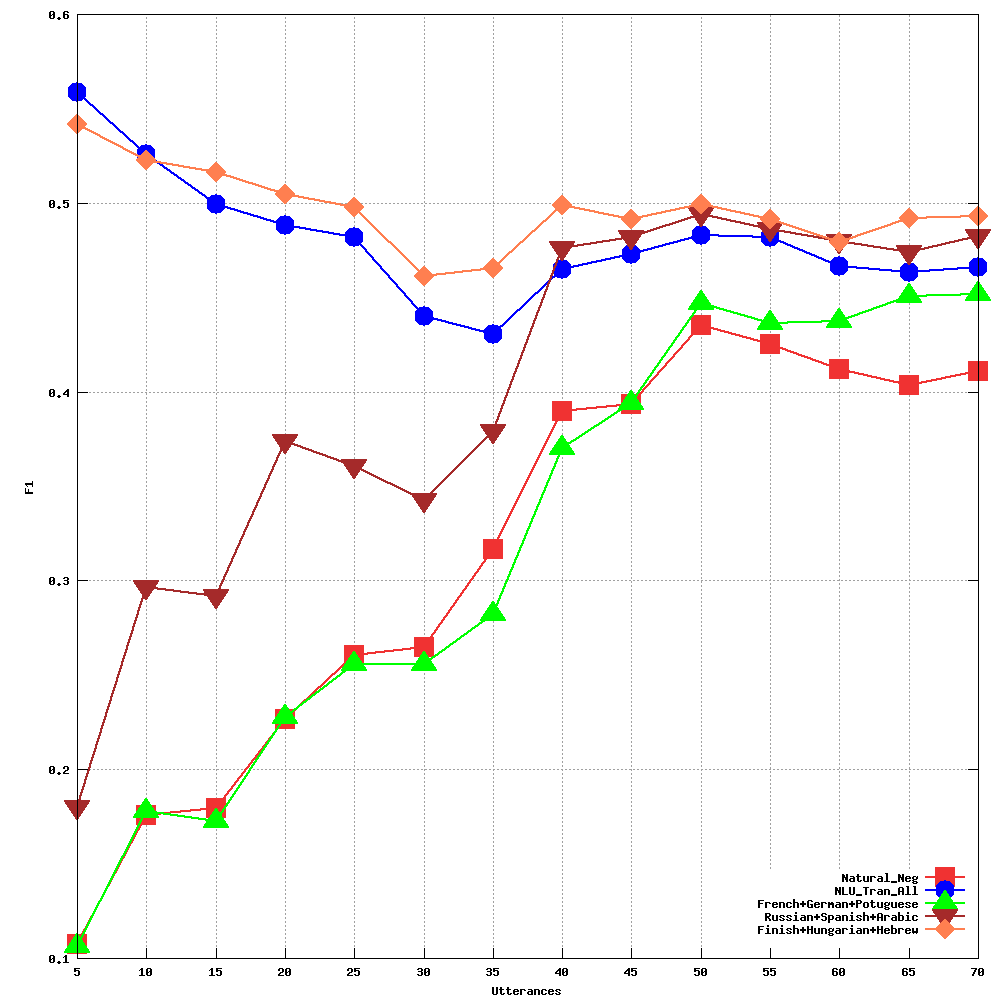 0.6
0.5
0.4
F1
0.3
0.2
0.1
Natural_Neg
NLU_Tran_All
French+German+Potuguese
Russian+Spanish+Arabic
Finish+Hungarian+Hebrew
5 10 15 20 25 30 35 40 45 50 55 60 65 70
Utterances